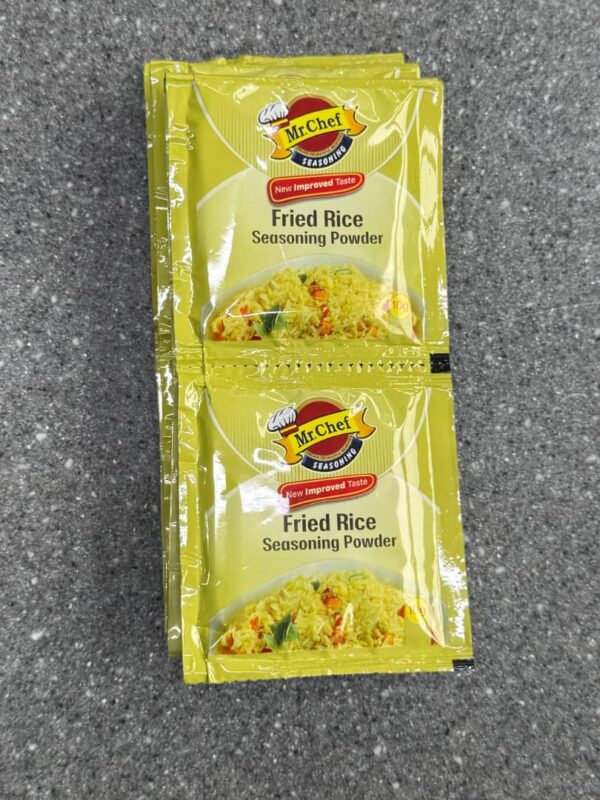 Mr.Chef
SEASONING
New Improved Taste
Fried Rice
Seasoning Powder
10g
Mr.Chef
SEASONING
New Improved Taste
Fried Rice
Seasoning Powder